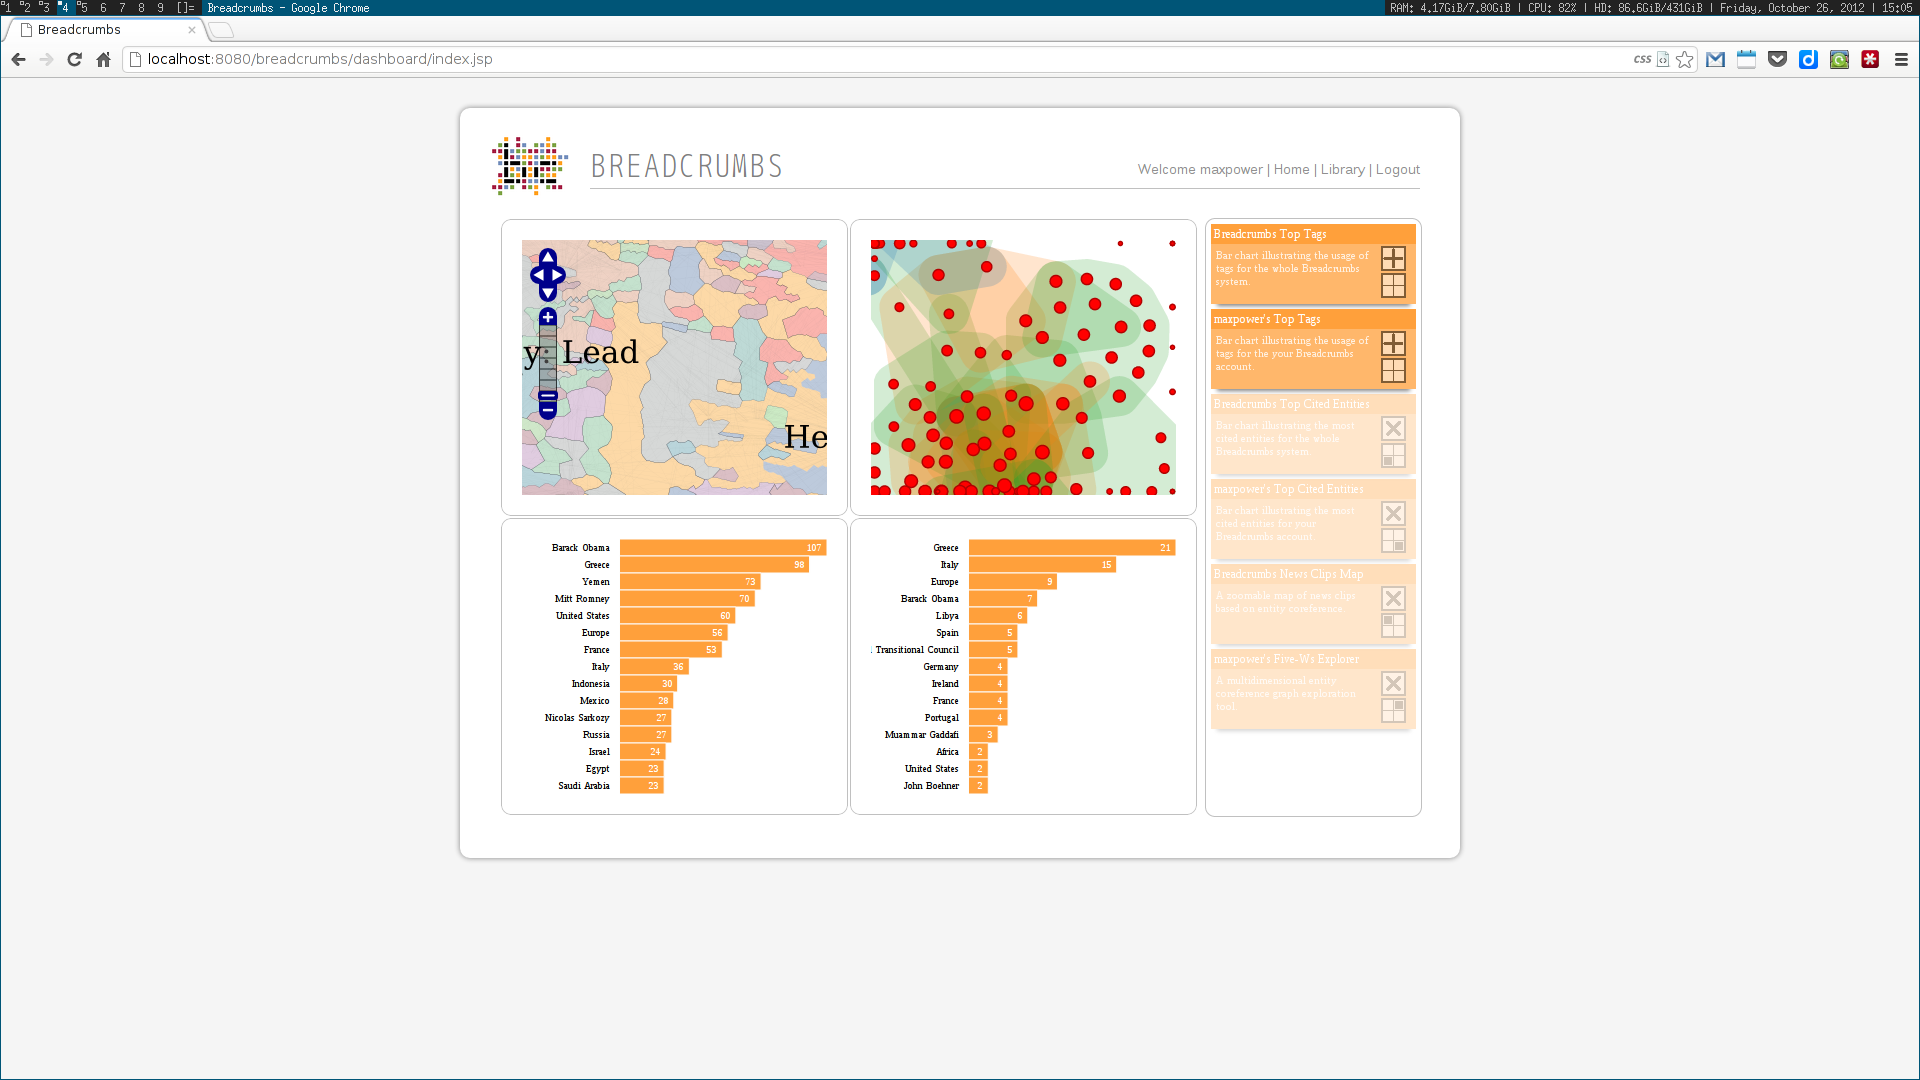 1 2 3 4 5 6 7 8 9 []= Breadcrumbs - Google Chrome RAM: 4.17GiB/7.80GiB | CPU: 82% | HD: 86.6GiB/431GiB | Friday, October 26, 2012 | 15:05
Breadcrumbs
localhost:8080/breadcrumbs/dashboard/index.jsp css
BREADCRUMBS
Welcome maxpower | Home | Library | Logout
y Lead
He
Barack Obama 107
Greece 98
Yemen 73
Mitt Romney 70
United States 60
Europe 56
France 53
Italy 36
Indonesia 30
Mexico 28
Nicolas Sarkozy 27
Russia 27
Israel 24
Egypt 23
Saudi Arabia 23
Greece 21
Italy 15
Europe 9
Barack Obama 7
Libya 6
Spain 5
Transitional Council 5
Germany 4
Ireland 4
France 4
Portugal 4
Muammar Gaddafi 3
Africa 2
United States 2
John Boehner 2
Breadcrumbs Top Tags
Bar chart illustrating the usage of
tags for the whole Breadcrumbs
system.
maxpower's Top Tags
Bar chart illustrating the usage of
tags for the your Breadcrumbs
account.
Breadcrumbs Top Cited Entities
Bar chart illustrating the most
cited entities for the whole
Breadcrumbs system.
maxpower's Top Cited Entities
Bar chart illustrating the most
cited entities for your
Breadcrumbs account.
Breadcrumbs News Clips Map
A zoomable map of news clips
based on entity coreference.
maxpower's Five-Ws Explorer
A multidimensional entity
coreference graph exploration
tool.